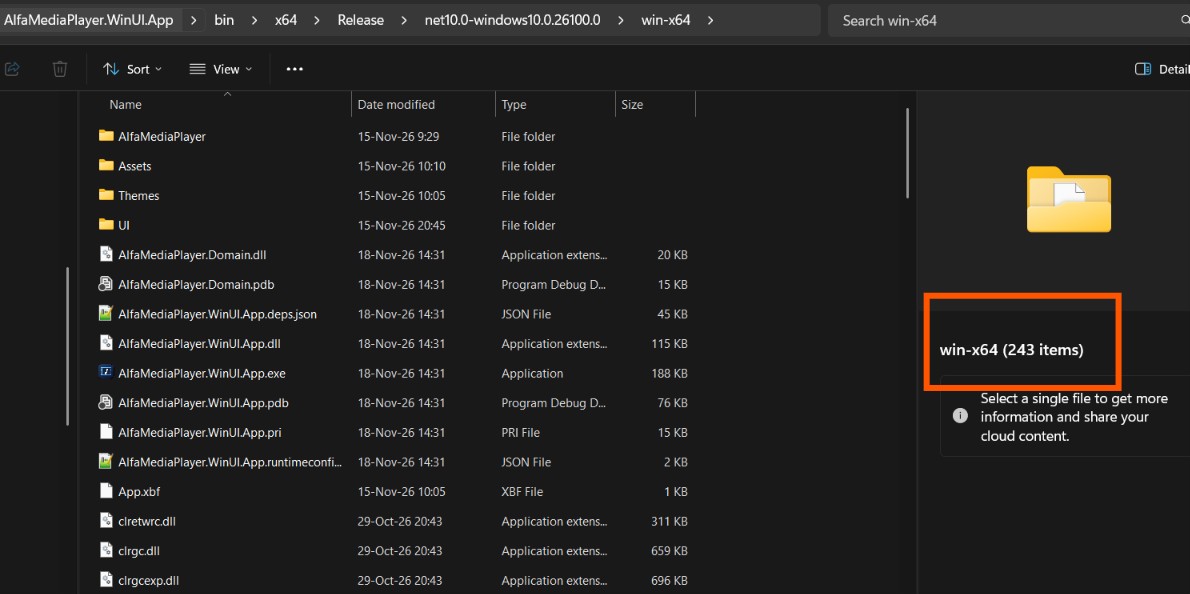 AlfaMediaPlayer.WinUI.App > bin > x64 > Release > net10.0-windows10.0.26100.0 > win-x64 > Search win-x64
Sort View ... Detail
Name Date modified Type Size
AlfaMediaPlayer 15-Nov-26 9:29 File folder
Assets 15-Nov-26 10:10 File folder
Themes 15-Nov-26 10:05 File folder
UI 15-Nov-26 20:45 File folder
AlfaMediaPlayer.Domain.dll 18-Nov-26 14:31 Application extens... 20 KB
AlfaMediaPlayer.Domain.pdb 18-Nov-26 14:31 Program Debug D... 15 KB
AlfaMediaPlayer.WinUI.App.deps.json 18-Nov-26 14:31 JSON File 45 KB
AlfaMediaPlayer.WinUI.App.dll 18-Nov-26 14:31 Application extens... 115 KB
AlfaMediaPlayer.WinUI.App.exe 18-Nov-26 14:31 Application 188 KB
AlfaMediaPlayer.WinUI.App.pdb 18-Nov-26 14:31 Program Debug D... 76 KB
AlfaMediaPlayer.WinUI.App.pri 18-Nov-26 14:31 PRI File 15 KB
AlfaMediaPlayer.WinUI.App.runtimeconfi... 18-Nov-26 14:31 JSON File 2 KB
App.xbf 15-Nov-26 10:05 XBF File 1 KB
clretwrc.dll 29-Oct-26 20:43 Application extens... 311 KB
clrgc.dll 29-Oct-26 20:43 Application extens... 659 KB
clrgcexp.dll 29-Oct-26 20:43 Application extens... 696 KB
win-x64 (243 items)
Select a single file to get more
information and share your
cloud content.